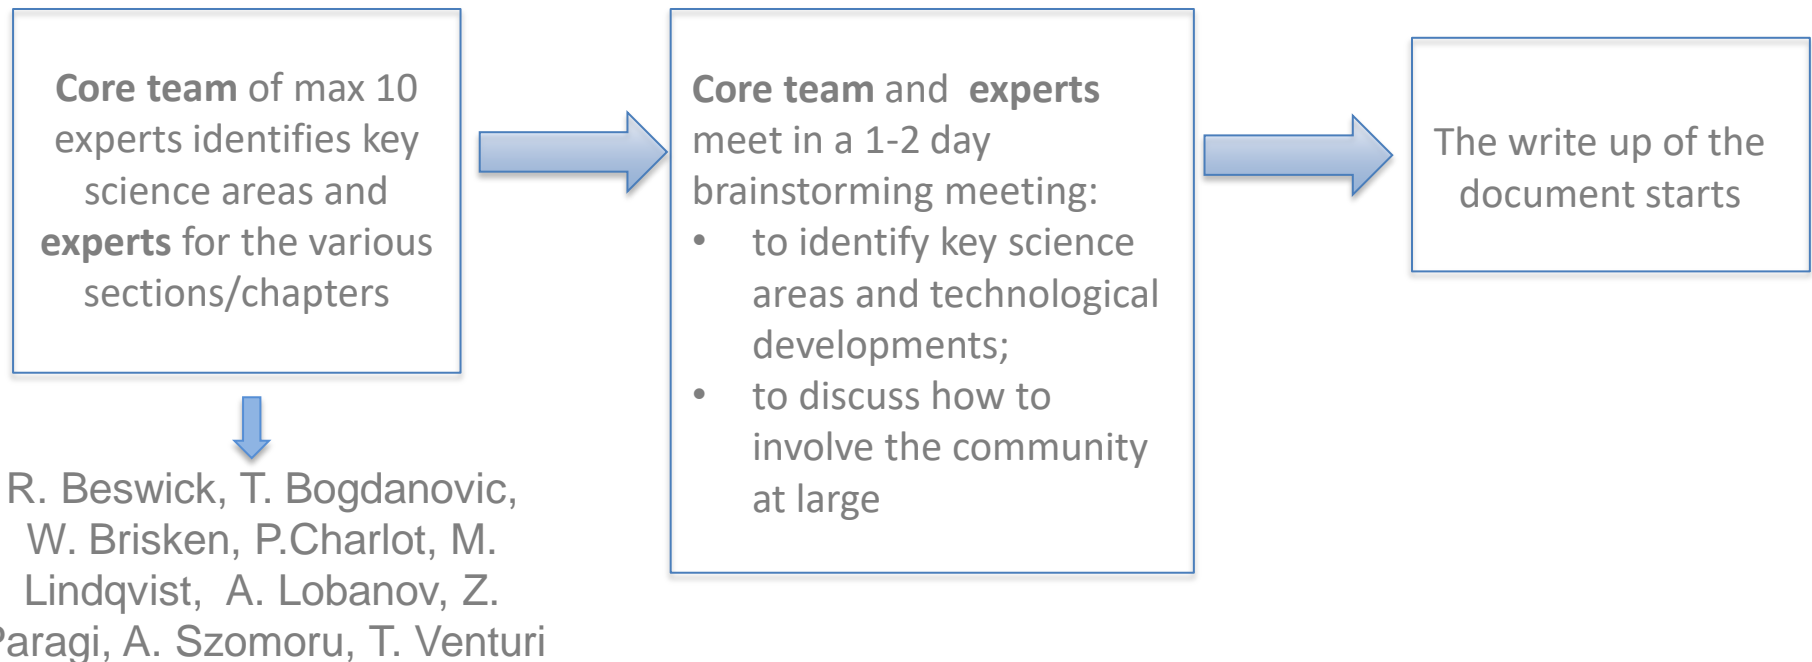 Core team of max 10
experts identifies key
science areas and
experts for the various
sections/chapters
Core team and experts
meet in a 1-2 day
brainstorming meeting:
• to identify key science
areas and technological
developments;
• to discuss how to
involve the community
at large
The write up of the
document starts
R. Beswick, T. Bogdanovic,
W. Brisken, P.Charlot, M.
Lindqvist, A. Lobanov, Z.
Paragi, A. Szomoru, T. Venturi